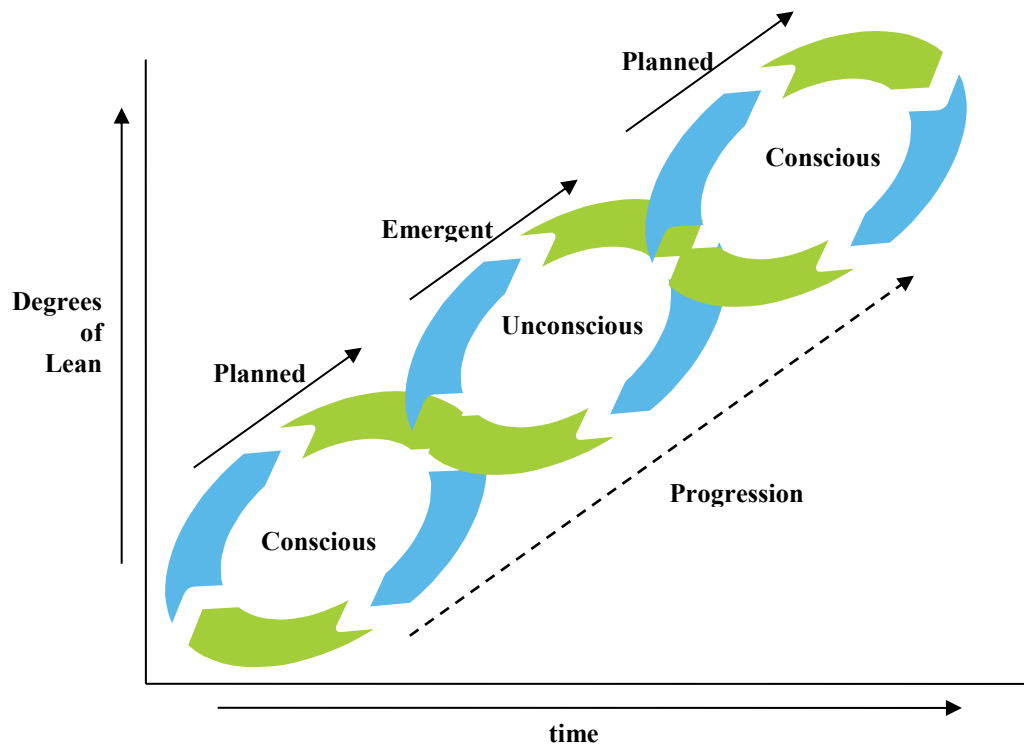 Planned
Conscious
Emergent
Degrees
of
Lean
Unconscious
Planned
Progression
Conscious
time